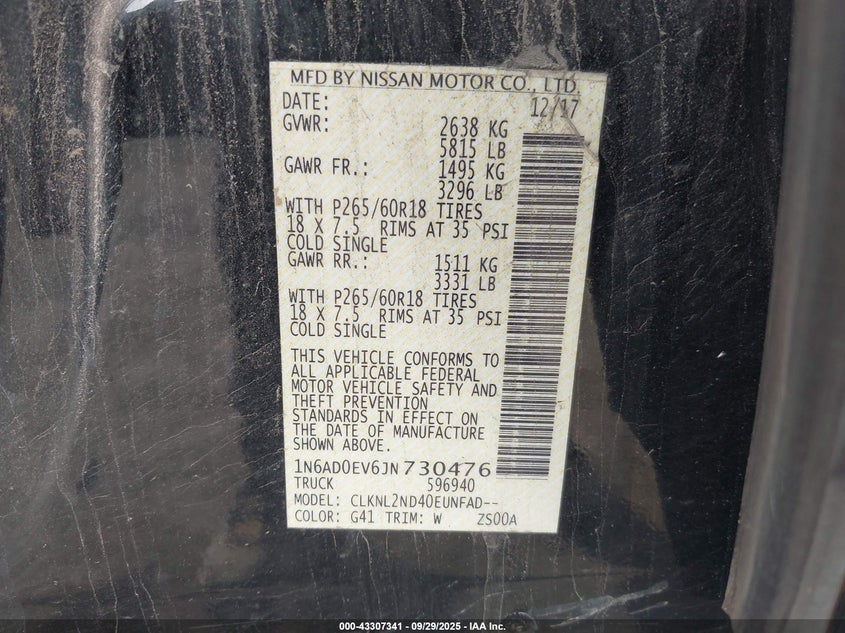 MFD BY NISSAN MOTOR CO., LTD.
DATE: 12/17
GVWR: 2638 KG
5815 LB
GAWR FR.: 1495 KG
3296 LB
WITH P265/60R18 TIRES
18 X 7.5 RIMS AT 35 PSI
COLD SINGLE
GAWR RR.: 1511 KG
3331 LB
WITH P265/60R18 TIRES
18 X 7.5 RIMS AT 35 PSI
COLD SINGLE
THIS VEHICLE CONFORMS TO
ALL APPLICABLE FEDERAL
MOTOR VEHICLE SAFETY AND
THEFT PREVENTION
STANDARDS IN EFFECT ON
THE DATE OF MANUFACTURE
SHOWN ABOVE.
1N6AD0EV6JN730476
TRUCK 596940
MODEL: CLKNL2ND40EUNFAD--
COLOR: G41 TRIM: W ZS00A
000-43307341 - 09/29/2025 - IAA Inc.